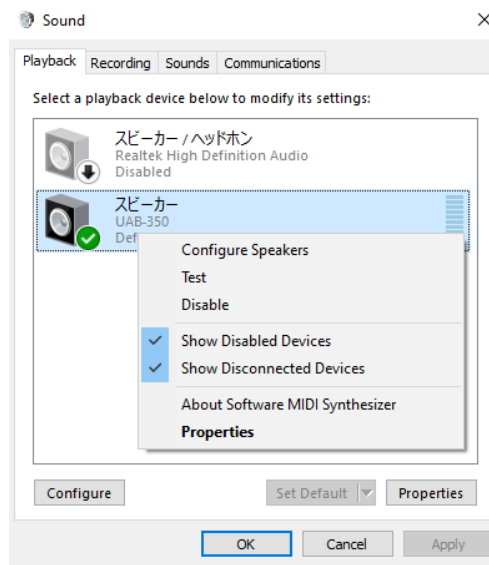 Sound
Playback Recording Sounds Communications
Select a playback device below to modify its settings:
スピーカー / ヘッドホン
Realtek High Definition Audio
Disabled
スピーカー
UAB-350
Def
Configure Speakers
Test
Disable
Show Disabled Devices
Show Disconnected Devices
About Software MIDI Synthesizer
Properties
Configure Set Default Properties
OK Cancel Apply